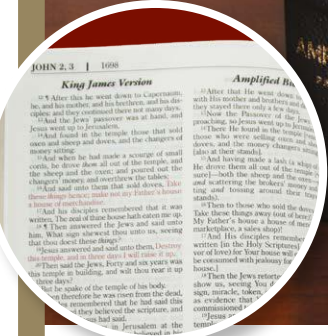 JOHN 2, 3 | 1698
King James Version
12 ¶ After this he went down to Capernaum,
he, and his mother, and his brethren, and his dis-
ciples: and they continued there not many days.
13 And the Jews' passover was at hand, and
Jesus went up to Jerusalem,
14 And found in the temple those that sold
oxen and sheep and doves, and the changers of
money sitting:
15 And when he had made a scourge of small
cords, he drove them all out of the temple, and
the sheep and the oxen; and poured out the
changers' money, and overthrew the tables;
16 And said unto them that sold doves, Take
these things hence; make not my Father's house
a house of merchandise.
17 And his disciples remembered that it was
written, The zeal of thine house hath eaten me up.
18 ¶ Then answered the Jews and said unto
him, What sign shewest thou unto us, seeing
that thou doest these things?
19 Jesus answered and said unto them, Destroy
this temple, and in three days I will raise it up.
20 Then said the Jews, Forty and six years was
this temple in building, and wilt thou rear it up
three days?
But he spake of the temple of his body.
When therefore he was risen from the dead,
remembered that he had said this
they believed the scripture, and
had said.
in Jerusalem at the
believed in his
Amplified
12 After that He went down
with His mother and brothers and
they stayed there only a few days.
13 Now the Passover of the Jews
proaching, so Jesus went up to Jerusalem
14 There He found in the temple
those who were selling oxen and
doves, and the money changers
[also at their stands].
15 And having made a lash (a whip)
He drove them all out of the temple
sure]—both the sheep and the oxen
and scattering the brokers' money
ing and tossing around their
stands).
16 Then to those who sold the doves
Take these things away (out of here)!
My Father's house a house of
marketplace, a sales shop)!
17 And His disciples remembered
written [in the Holy Scriptures]
vor of love) for Your house will
be consumed with jealousy for
house.]
18 Then the Jews retorted
show us, seeing You do
sign, miracle, token,
as evidence that
commissioned
19 Jesus
temple